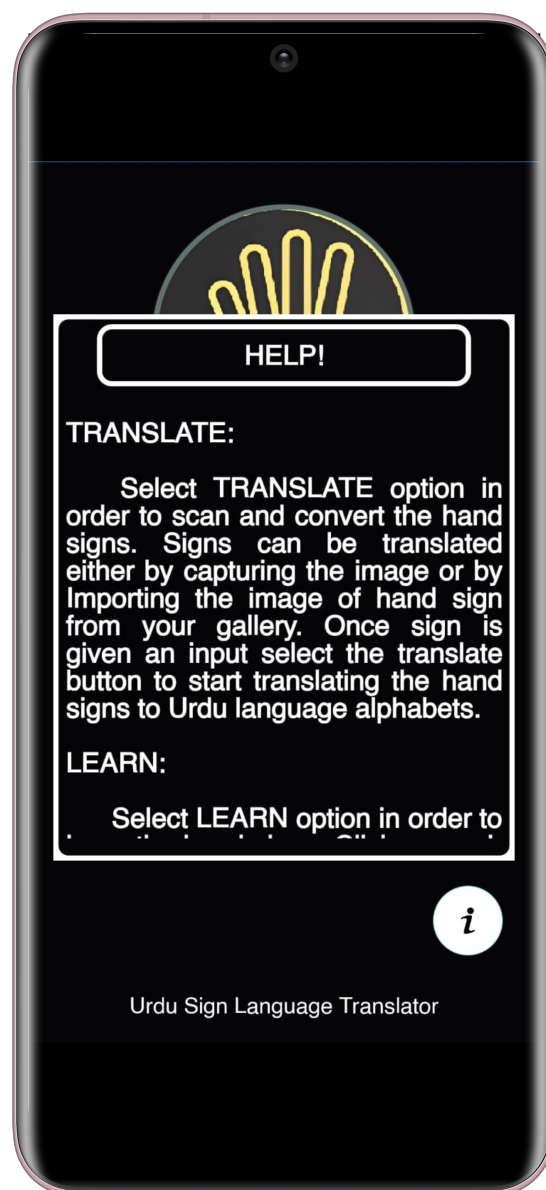 HELP!
TRANSLATE:
Select TRANSLATE option in
order to scan and convert the hand
signs. Signs can be translated
either by capturing the image or by
Importing the image of hand sign
from your gallery. Once sign is
given an input select the translate
button to start translating the hand
signs to Urdu language alphabets.
LEARN:
Select LEARN option in order to
i
Urdu Sign Language Translator